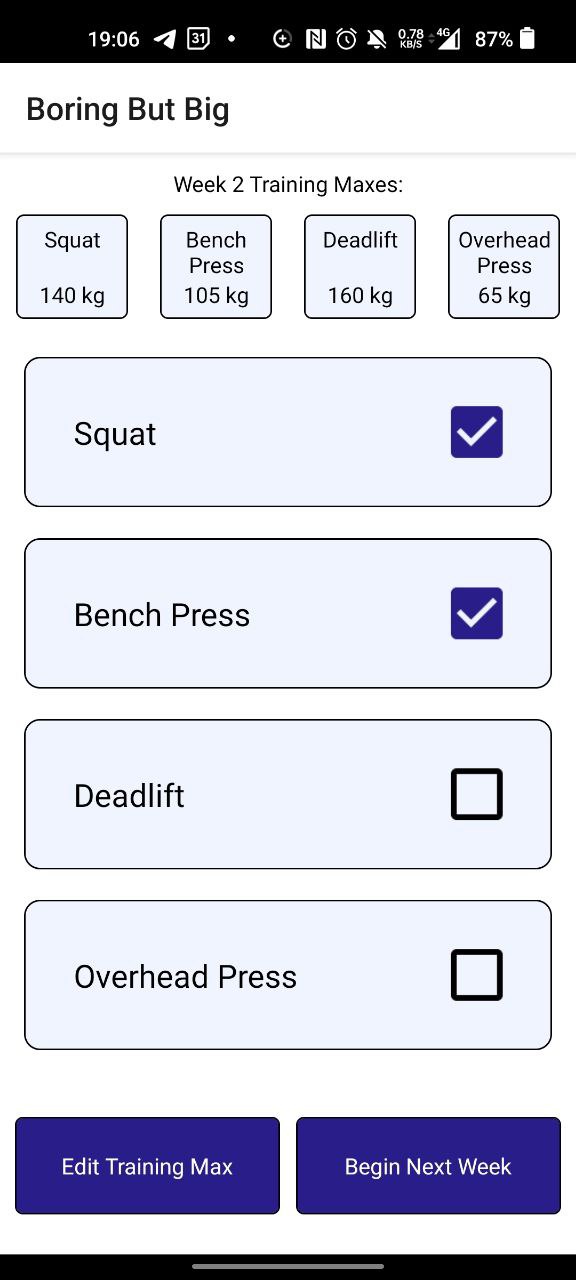 19:06 31 0.78 KB/S 4G 87%
Boring But Big
Week 2 Training Maxes:
Squat
140 kg
Bench
Press
105 kg
Deadlift
160 kg
Overhead
Press
65 kg
Squat
Bench Press
Deadlift
Overhead Press
Edit Training Max
Begin Next Week